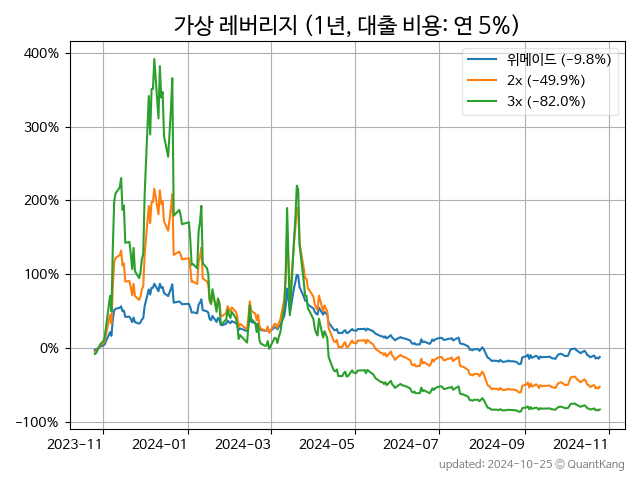 가상 레버리지 (1년, 대출 비용: 연 5%)
위메이드 (-9.8%)
2x (-49.9%)
3x (-82.0%)
400%
300%
200%
100%
0%
-100%
2023-11 2024-01 2024-03 2024-05 2024-07 2024-09 2024-11
updated: 2024-10-25 © QuantKang